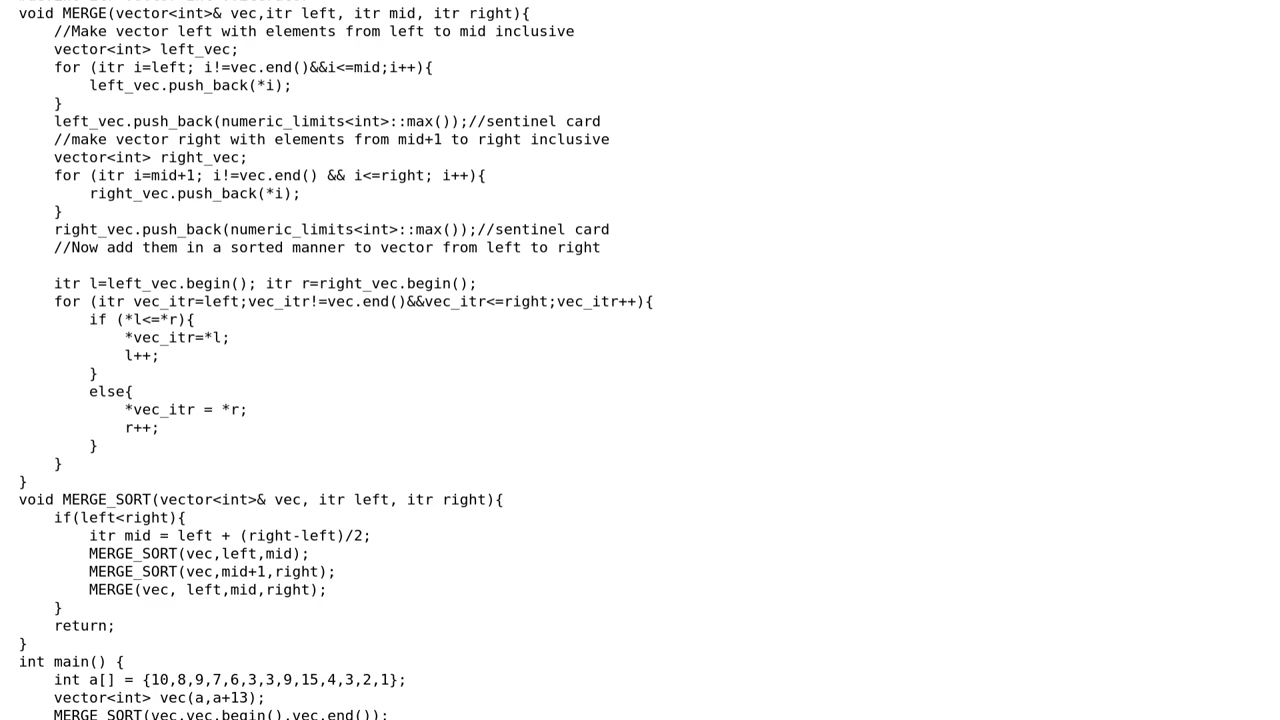 void MERGE(vector<int>& vec,itr left, itr mid, itr right){
    //Make vector left with elements from left to mid inclusive
    vector<int> left_vec;
    for (itr i=left; i!=vec.end()&&i<=mid;i++){
        left_vec.push_back(*i);
    }
    left_vec.push_back(numeric_limits<int>::max());//sentinel card
    //make vector right with elements from mid+1 to right inclusive
    vector<int> right_vec;
    for (itr i=mid+1; i!=vec.end() && i<=right; i++){
        right_vec.push_back(*i);
    }
    right_vec.push_back(numeric_limits<int>::max());//sentinel card
    //Now add them in a sorted manner to vector from left to right

    itr l=left_vec.begin(); itr r=right_vec.begin();
    for (itr vec_itr=left;vec_itr!=vec.end()&&vec_itr<=right;vec_itr++){
        if (*l<=*r){
            *vec_itr=*l;
            l++;
        }
        else{
            *vec_itr = *r;
            r++;
        }
    }
}
void MERGE_SORT(vector<int>& vec, itr left, itr right){
    if(left<right){
        itr mid = left + (right-left)/2;
        MERGE_SORT(vec,left,mid);
        MERGE_SORT(vec,mid+1,right);
        MERGE(vec, left,mid,right);
    }
    return;
}
int main() {
    int a[] = {10,8,9,7,6,3,3,9,15,4,3,2,1};
    vector<int> vec(a,a+13);
    MERGE_SORT(vec,vec.begin(),vec.end());